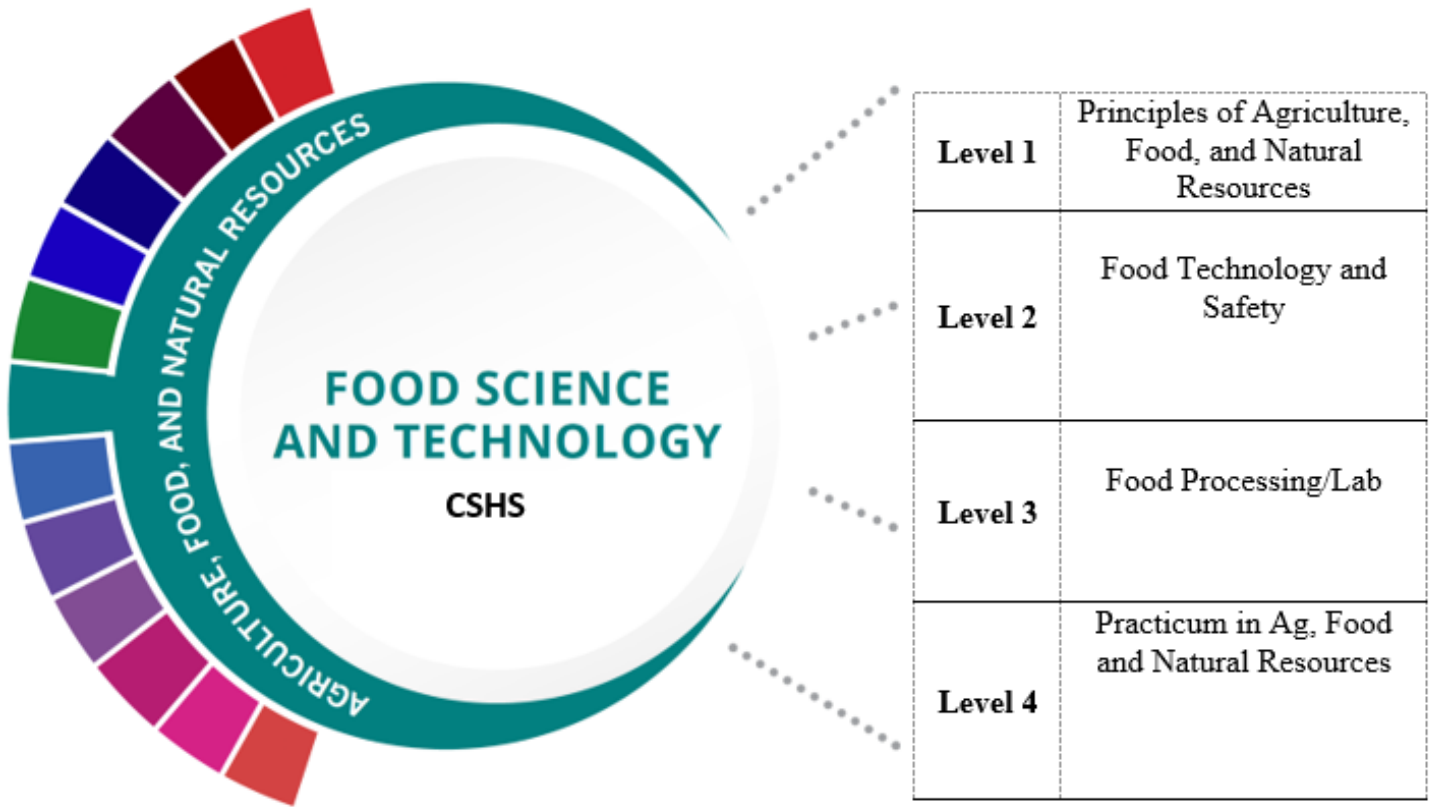 AGRICULTURE, FOOD, AND NATURAL RESOURCES
FOOD SCIENCE
AND TECHNOLOGY
CSHS
Level 1
Principles of Agriculture,
Food, and Natural
Resources
Level 2
Food Technology and
Safety
Level 3
Food Processing/Lab
Level 4
Practicum in Ag, Food
and Natural Resources